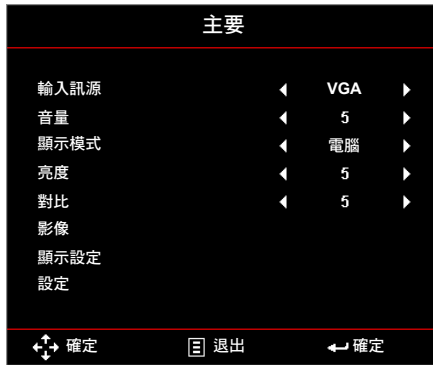 主要
輸入訊源 VGA
音量 5
顯示模式 電腦
亮度 5
對比 5
影像
顯示設定
設定
確定 退出 確定